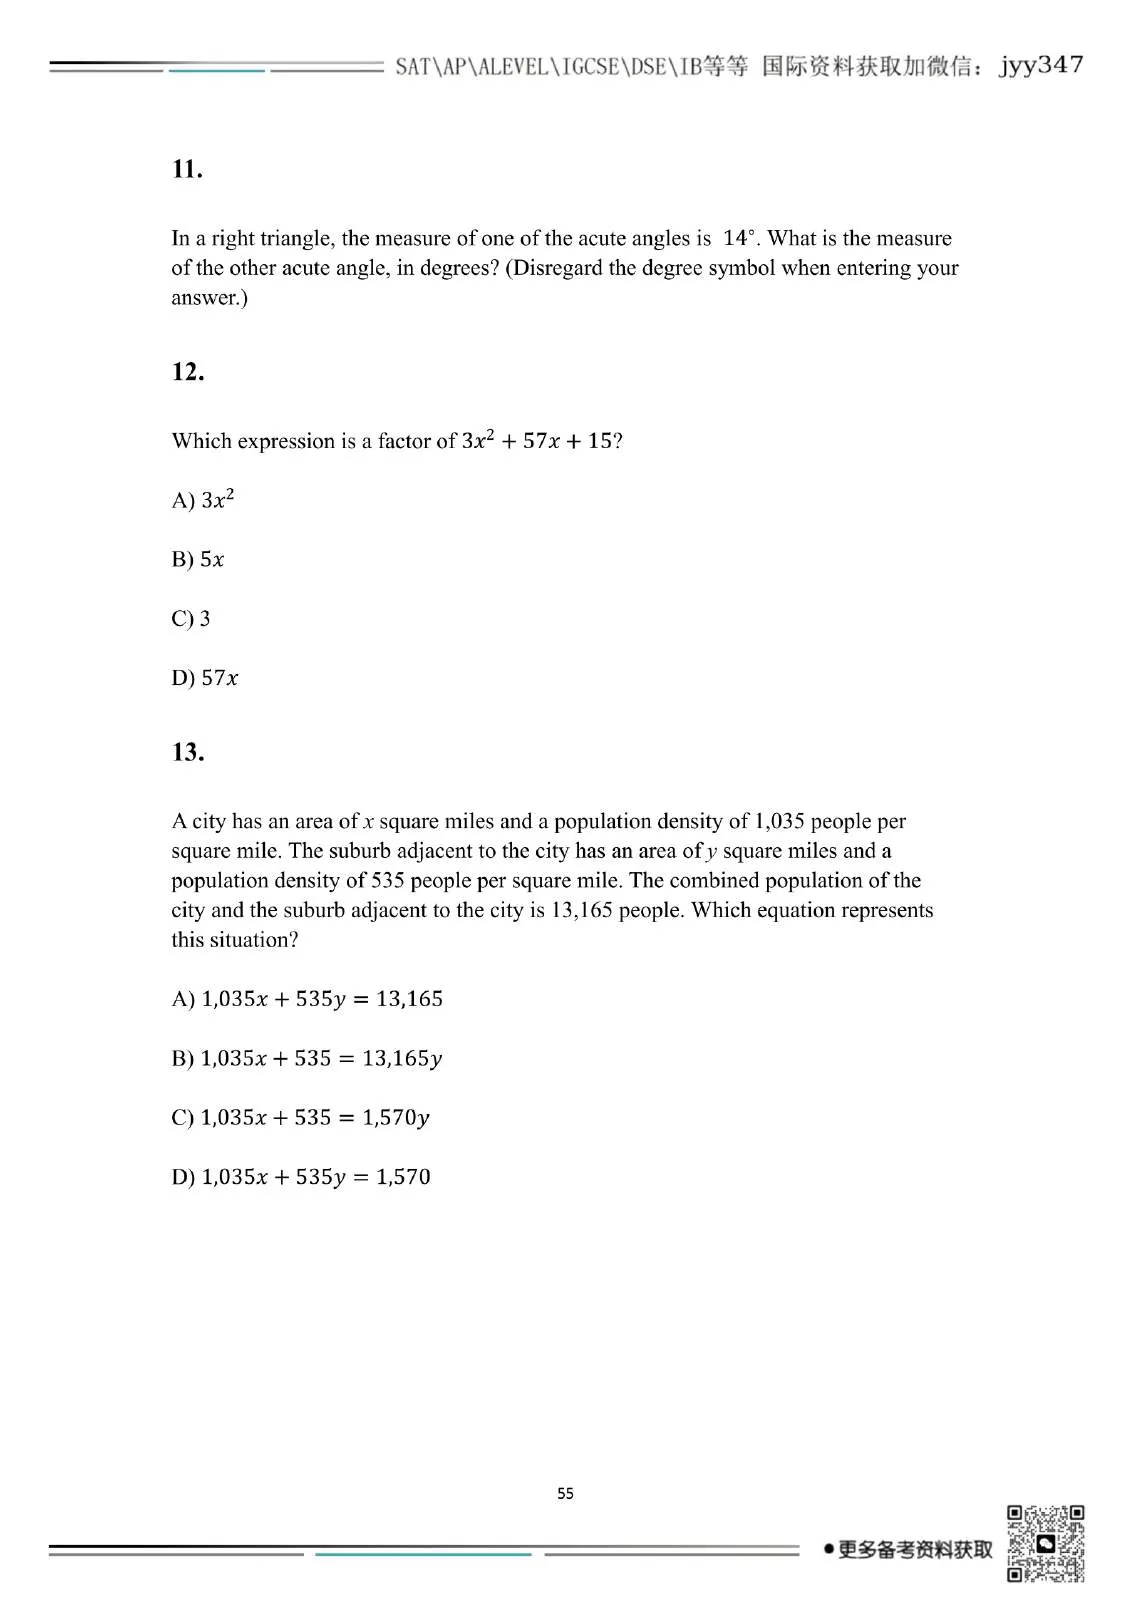 SAT\AP\ALEVEL\IGCSE\DSE\IB等等 国际资料获取加微信：jyy347
11.
In a right triangle, the measure of one of the acute angles is 14°. What is the measure
of the other acute angle, in degrees? (Disregard the degree symbol when entering your
answer.)
12.
Which expression is a factor of 3x² + 57x + 15?
A) 3x²
B) 5x
C) 3
D) 57x
13.
A city has an area of x square miles and a population density of 1,035 people per
square mile. The suburb adjacent to the city has an area of y square miles and a
population density of 535 people per square mile. The combined population of the
city and the suburb adjacent to the city is 13,165 people. Which equation represents
this situation?
A) 1,035x + 535y = 13,165
B) 1,035x + 535 = 13,165y
C) 1,035x + 535 = 1,570y
D) 1,035x + 535y = 1,570
55
●更多备考资料获取